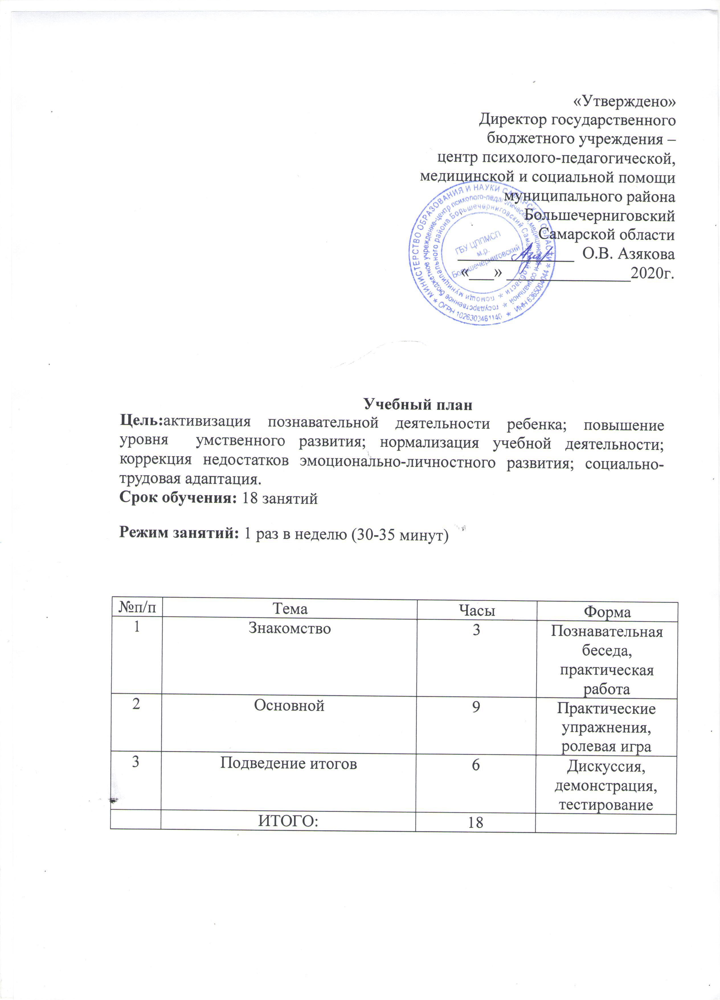 «Утверждено»
Директор государственного
бюджетного учреждения –
центр психолого-педагогической,
медицинской и социальной помощи
муниципального района
Большечерниговский
Самарской области
______________ О.В. Азякова
«___» _______________2020г.
* МИНИСТЕРСТВО ОБРАЗОВАНИЯ И НАУКИ САМАРСКОЙ ОБЛАСТИ *
ОГРН 1026303461140 * ИНН 6365004044
* государственное бюджетное учреждение-центр психолого-педагогической, медицинской и социальной
* помощи муниципального района Большечерниговский Самарской области
ГБУ ЦППМСП
м.р.
Большечерниговский
Учебный план
Цель:активизация познавательной деятельности ребенка; повышение
уровня умственного развития; нормализация учебной деятельности;
коррекция недостатков эмоционально-личностного развития; социально-
трудовая адаптация.
Срок обучения: 18 занятий
Режим занятий: 1 раз в неделю (30-35 минут)
№п/п Тема Часы Форма
1 Знакомство 3 Познавательная
беседа,
практическая
работа
2 Основной 9 Практические
упражнения,
ролевая игра
3 Подведение итогов 6 Дискуссия,
демонстрация,
тестирование
ИТОГО: 18